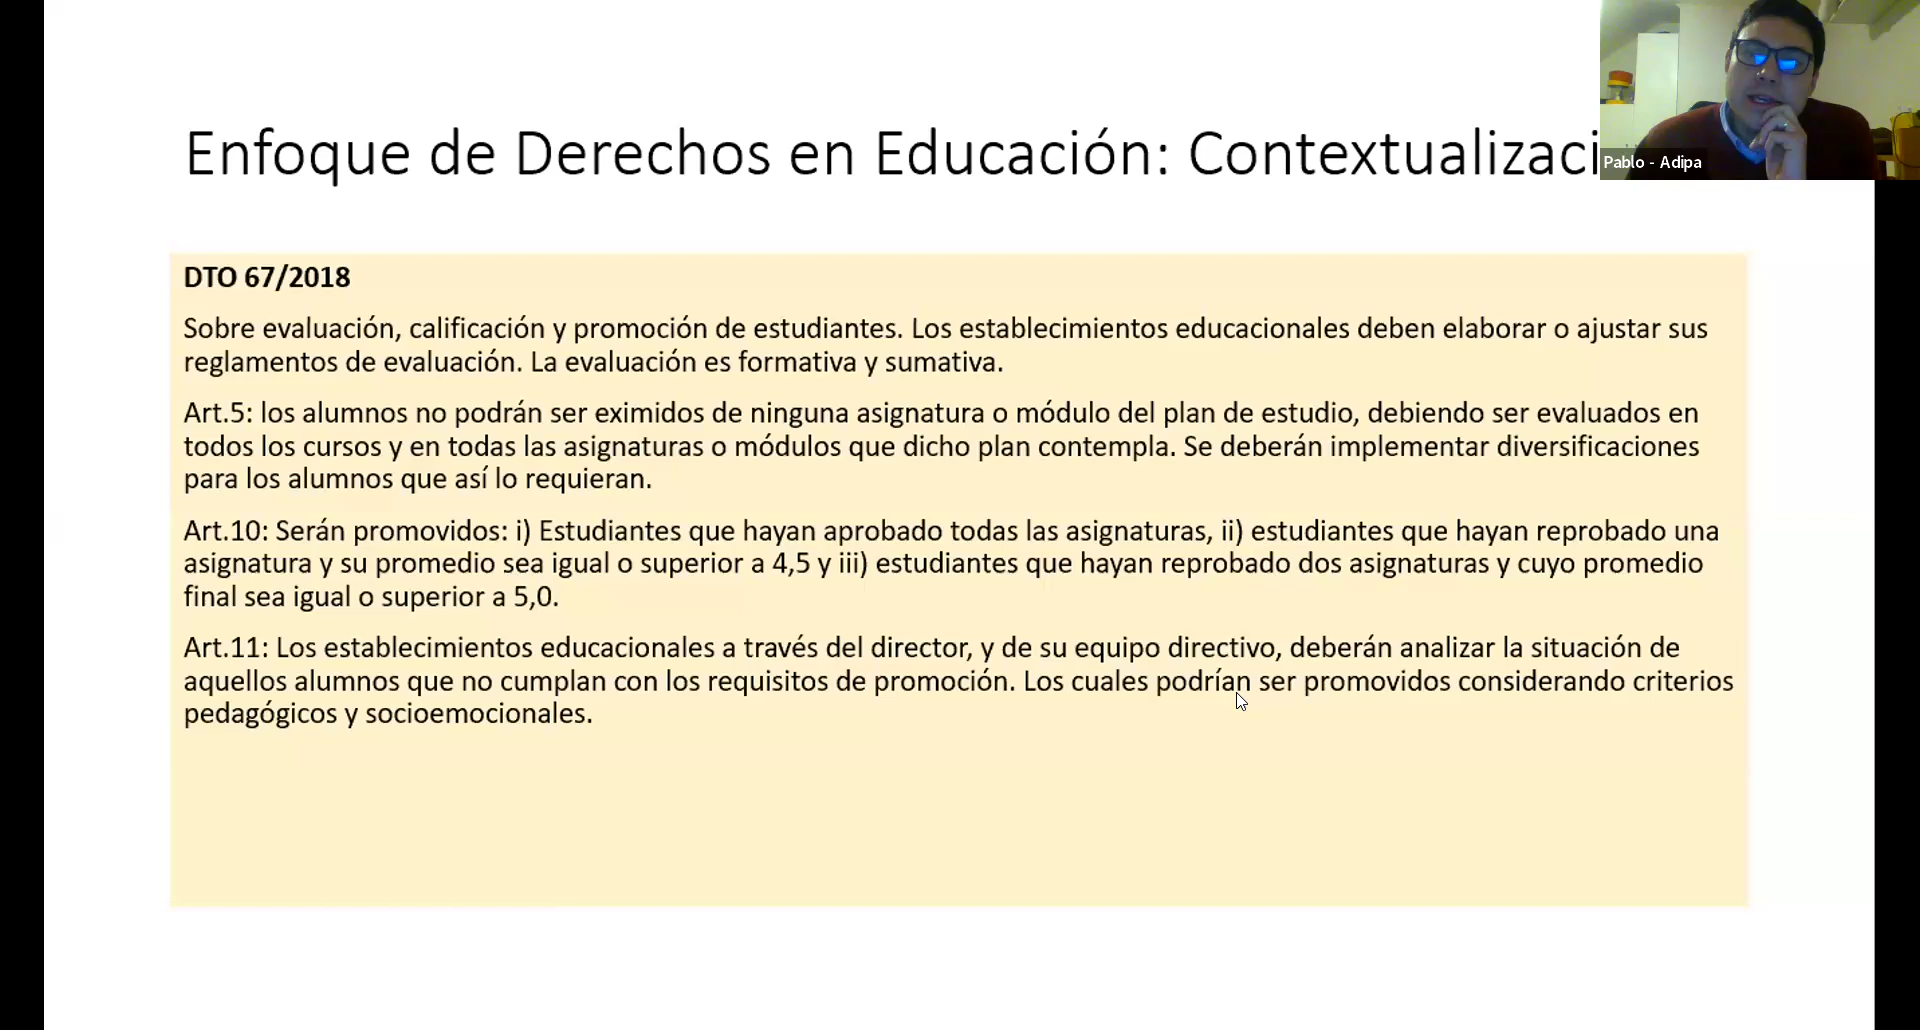 Enfoque de Derechos en Educación: Contextualizaci
Pablo - Adipa
DTO 67/2018
Sobre evaluación, calificación y promoción de estudiantes. Los establecimientos educacionales deben elaborar o ajustar sus
reglamentos de evaluación. La evaluación es formativa y sumativa.
Art.5: los alumnos no podrán ser eximidos de ninguna asignatura o módulo del plan de estudio, debiendo ser evaluados en
todos los cursos y en todas las asignaturas o módulos que dicho plan contempla. Se deberán implementar diversificaciones
para los alumnos que así lo requieran.
Art.10: Serán promovidos: i) Estudiantes que hayan aprobado todas las asignaturas, ii) estudiantes que hayan reprobado una
asignatura y su promedio sea igual o superior a 4,5 y iii) estudiantes que hayan reprobado dos asignaturas y cuyo promedio
final sea igual o superior a 5,0.
Art.11: Los establecimientos educacionales a través del director, y de su equipo directivo, deberán analizar la situación de
aquellos alumnos que no cumplan con los requisitos de promoción. Los cuales podrían ser promovidos considerando criterios
pedagógicos y socioemocionales.